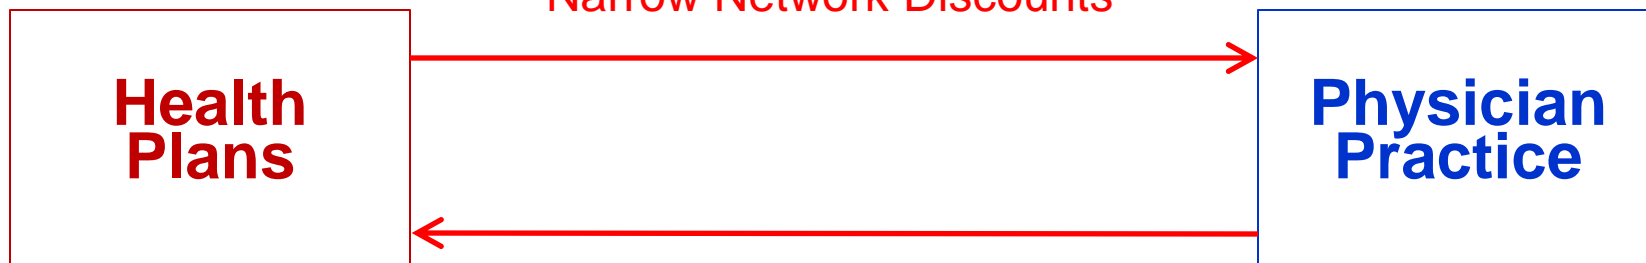 Narrow Network Discounts
Health
Plans
Physician
Practice